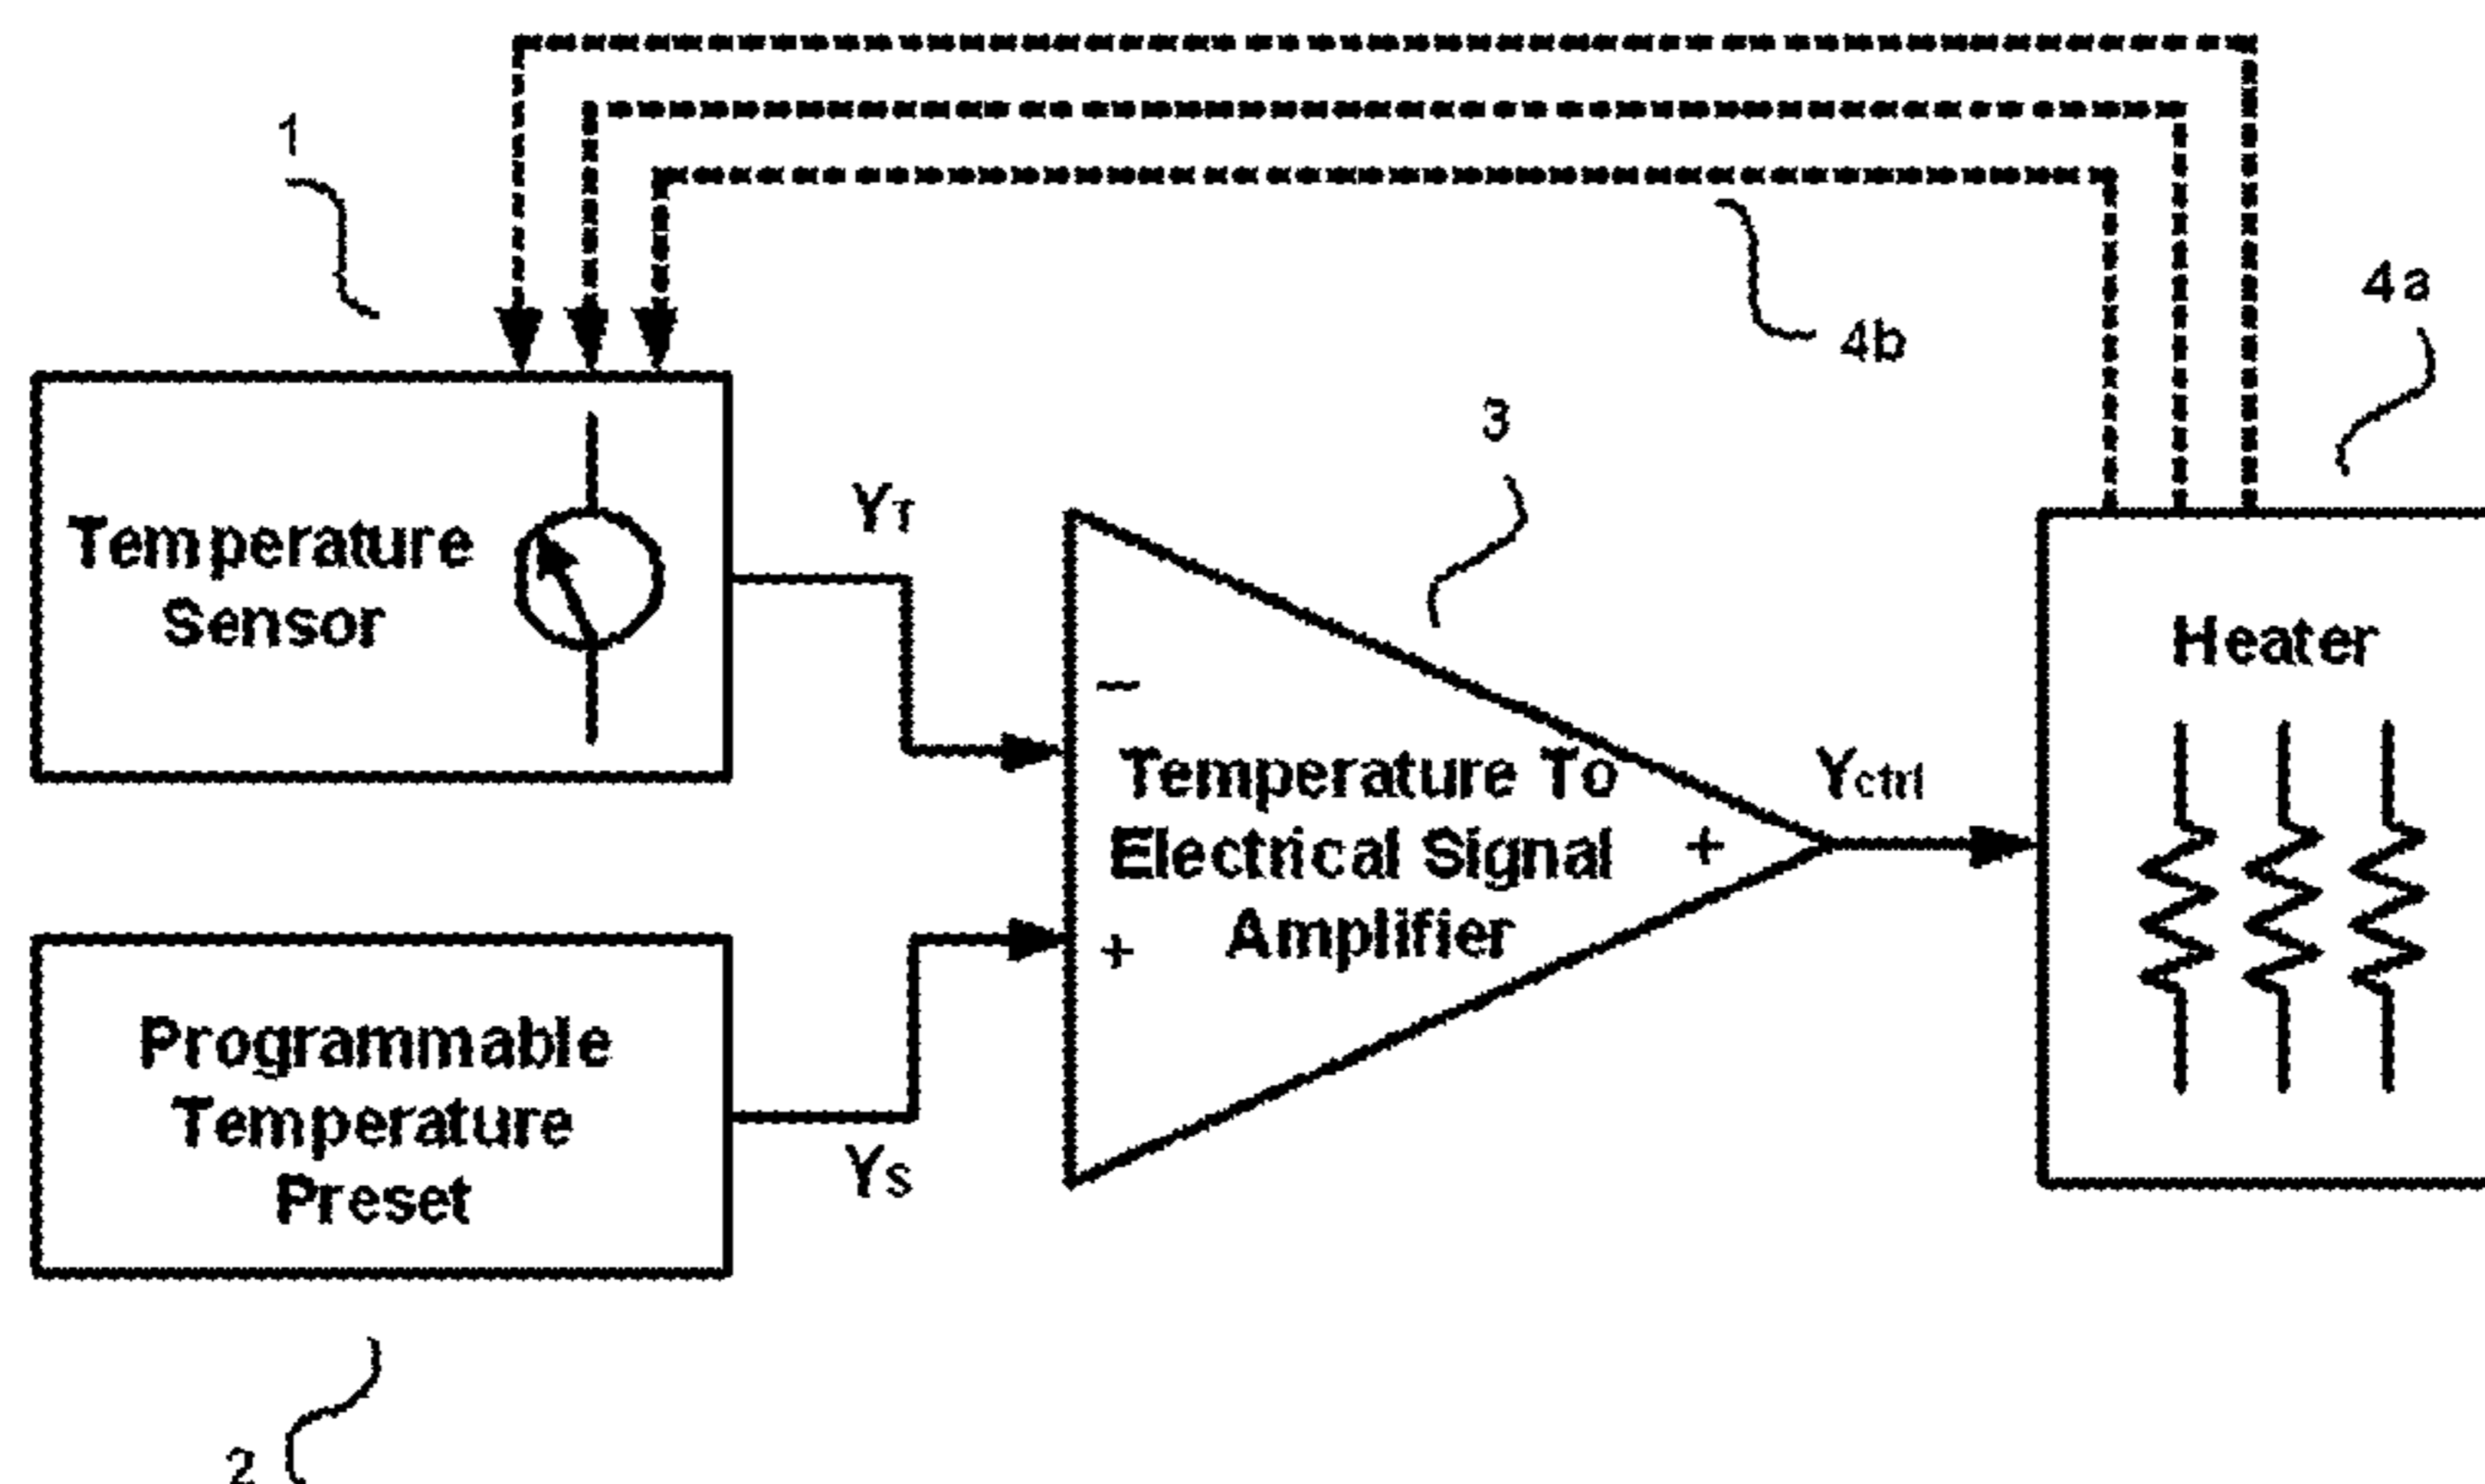 1
4b
4a
3
Temperature
Sensor
YT
−
Temperature To
Electrical Signal
Amplifier
+
+
Yctrl
Heater
Programmable
Temperature
Preset
YS
2